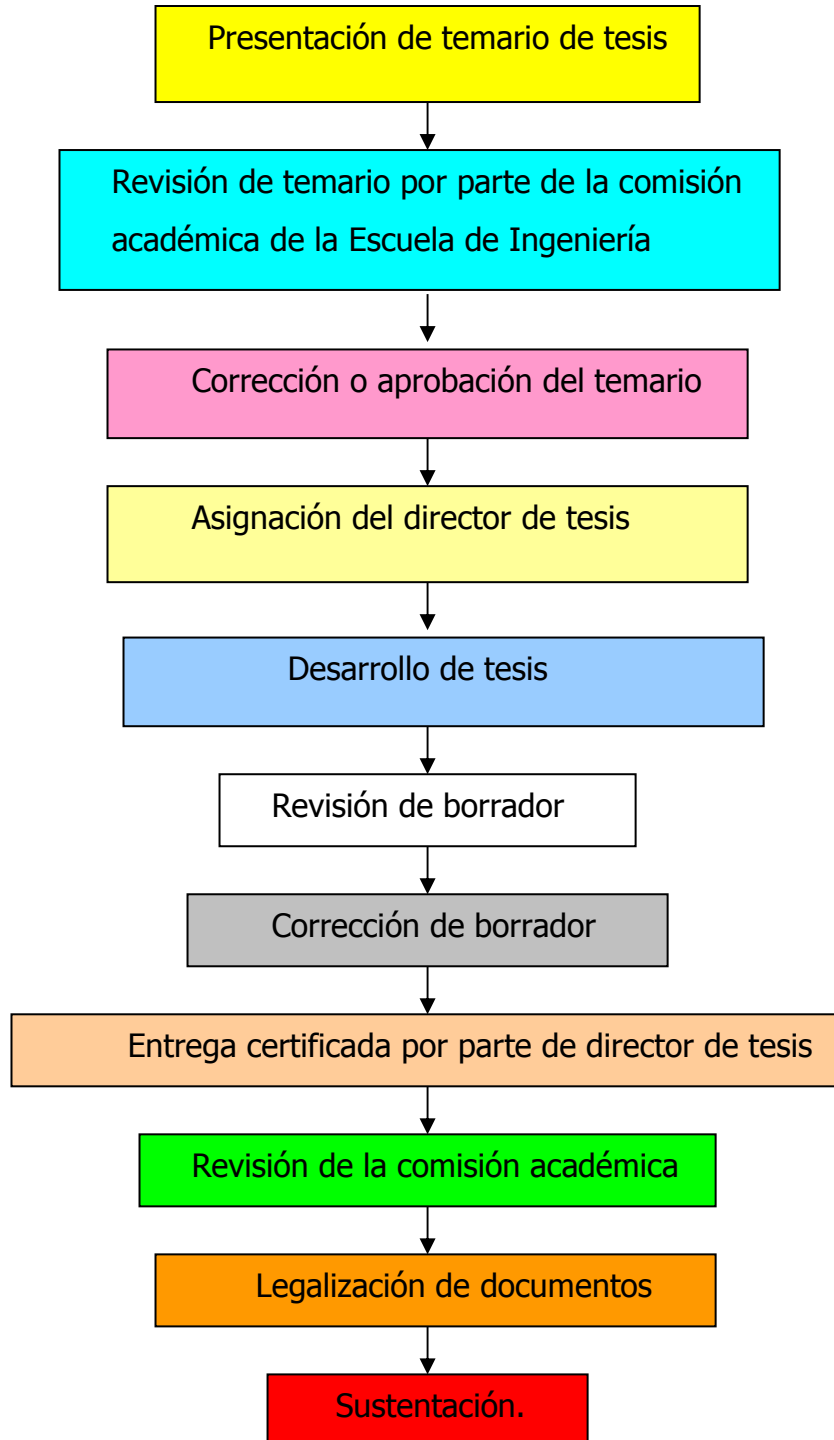 Presentación de temario de tesis
Revisión de temario por parte de la comisión
académica de la Escuela de Ingeniería
Corrección o aprobación del temario
Asignación del director de tesis
Desarrollo de tesis
Revisión de borrador
Corrección de borrador
Entrega certificada por parte de director de tesis
Revisión de la comisión académica
Legalización de documentos
Sustentación.